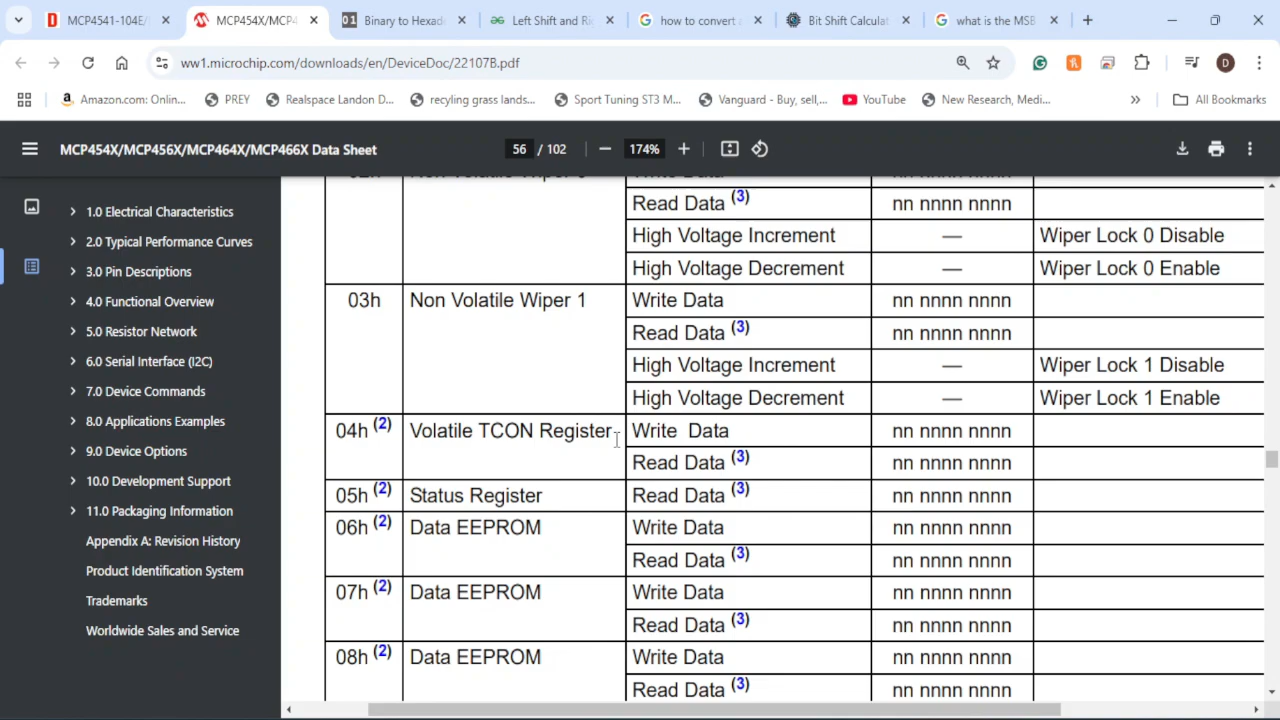 MCP4541-104E/
MCP454X/MCP4
01 Binary to Hexad
Left Shift and Ri
how to convert
Bit Shift Calculat
what is the MSB
ww1.microchip.com/downloads/en/DeviceDoc/22107B.pdf
D
Amazon.com: Onlin...
PREY
Realspace Landon D...
recyling grass lands...
Sport Tuning ST3 M...
Vanguard - Buy, sell,...
YouTube
New Research, Medi...
All Bookmarks
MCP454X/MCP456X/MCP464X/MCP466X Data Sheet
56 / 102
174%
1.0 Electrical Characteristics
2.0 Typical Performance Curves
3.0 Pin Descriptions
4.0 Functional Overview
5.0 Resistor Network
6.0 Serial Interface (I2C)
7.0 Device Commands
8.0 Applications Examples
9.0 Device Options
10.0 Development Support
11.0 Packaging Information
Appendix A: Revision History
Product Identification System
Trademarks
Worldwide Sales and Service
Read Data (3) nn nnnn nnnn
High Voltage Increment — Wiper Lock 0 Disable
High Voltage Decrement — Wiper Lock 0 Enable
03h Non Volatile Wiper 1 Write Data nn nnnn nnnn
Read Data (3) nn nnnn nnnn
High Voltage Increment — Wiper Lock 1 Disable
High Voltage Decrement — Wiper Lock 1 Enable
04h (2) Volatile TCON Register Write Data nn nnnn nnnn
Read Data (3) nn nnnn nnnn
05h (2) Status Register Read Data (3) nn nnnn nnnn
06h (2) Data EEPROM Write Data nn nnnn nnnn
Read Data (3) nn nnnn nnnn
07h (2) Data EEPROM Write Data nn nnnn nnnn
Read Data (3) nn nnnn nnnn
08h (2) Data EEPROM Write Data nn nnnn nnnn
Read Data (3) nn nnnn nnnn